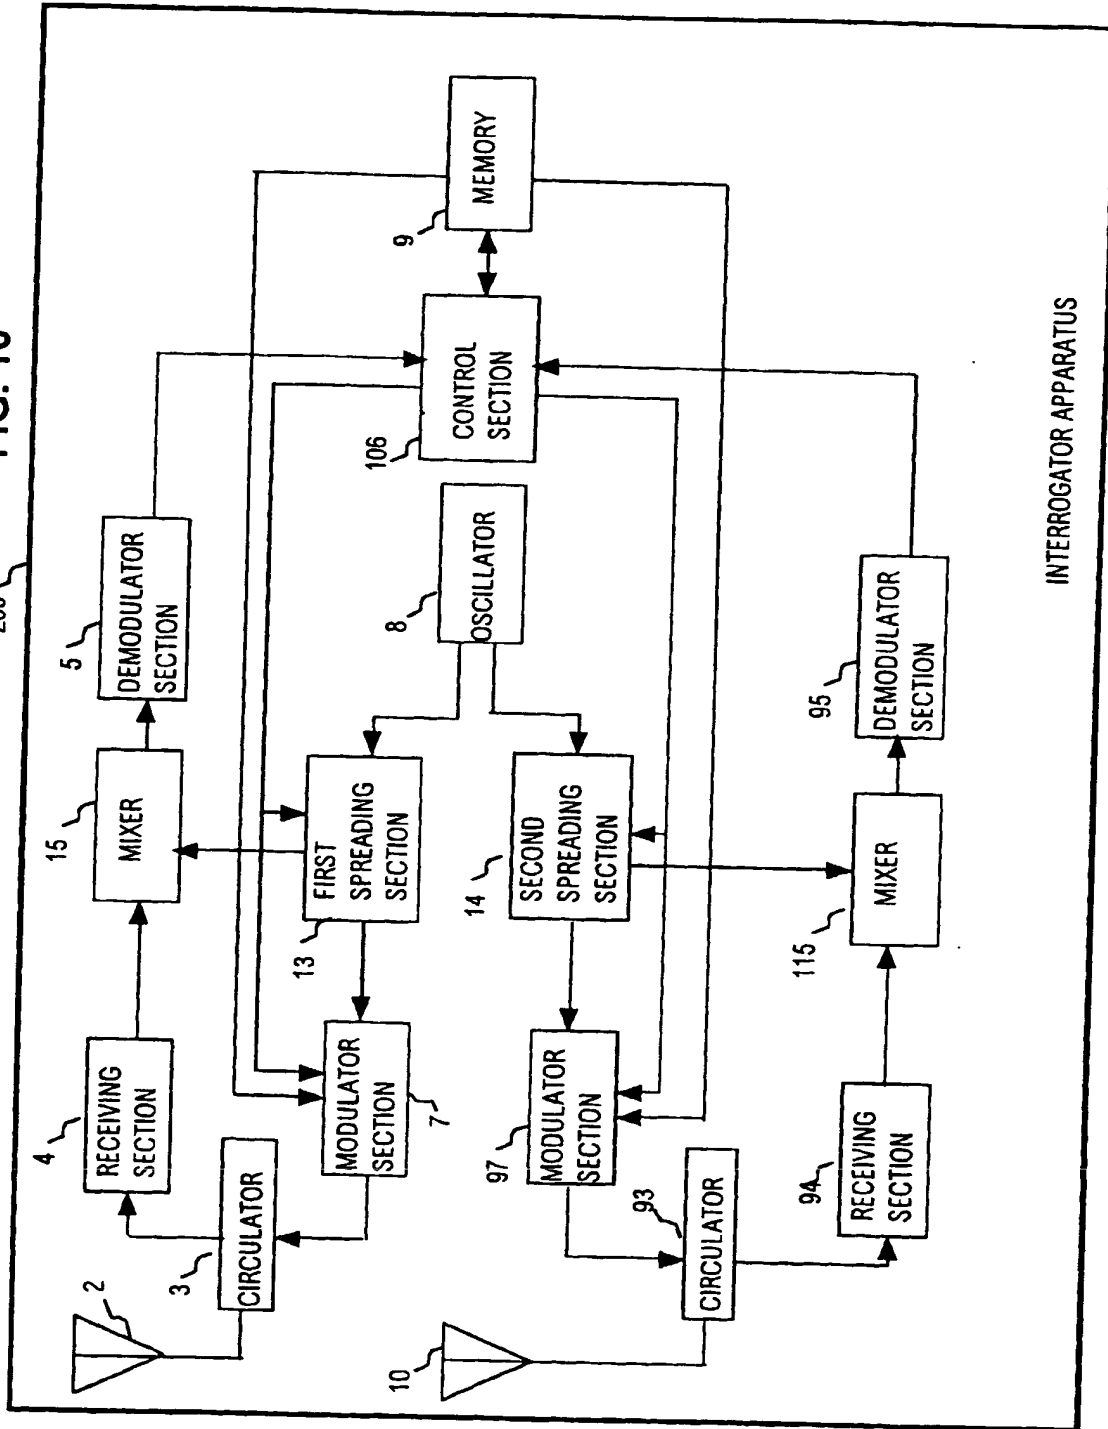 5
DEMODULATOR
SECTION
15
MIXER
4
RECEIVING
SECTION
2
3
CIRCULATOR
MODULATOR
SECTION
7
FIRST
SPREADING
SECTION
13
8
OSCILLATOR
106
CONTROL
SECTION
9
MEMORY
14
SECOND
SPREADING
SECTION
97
MODULATOR
SECTION
10
93
CIRCULATOR
94
RECEIVING
SECTION
115
MIXER
95
DEMODULATOR
SECTION
INTERROGATOR APPARATUS